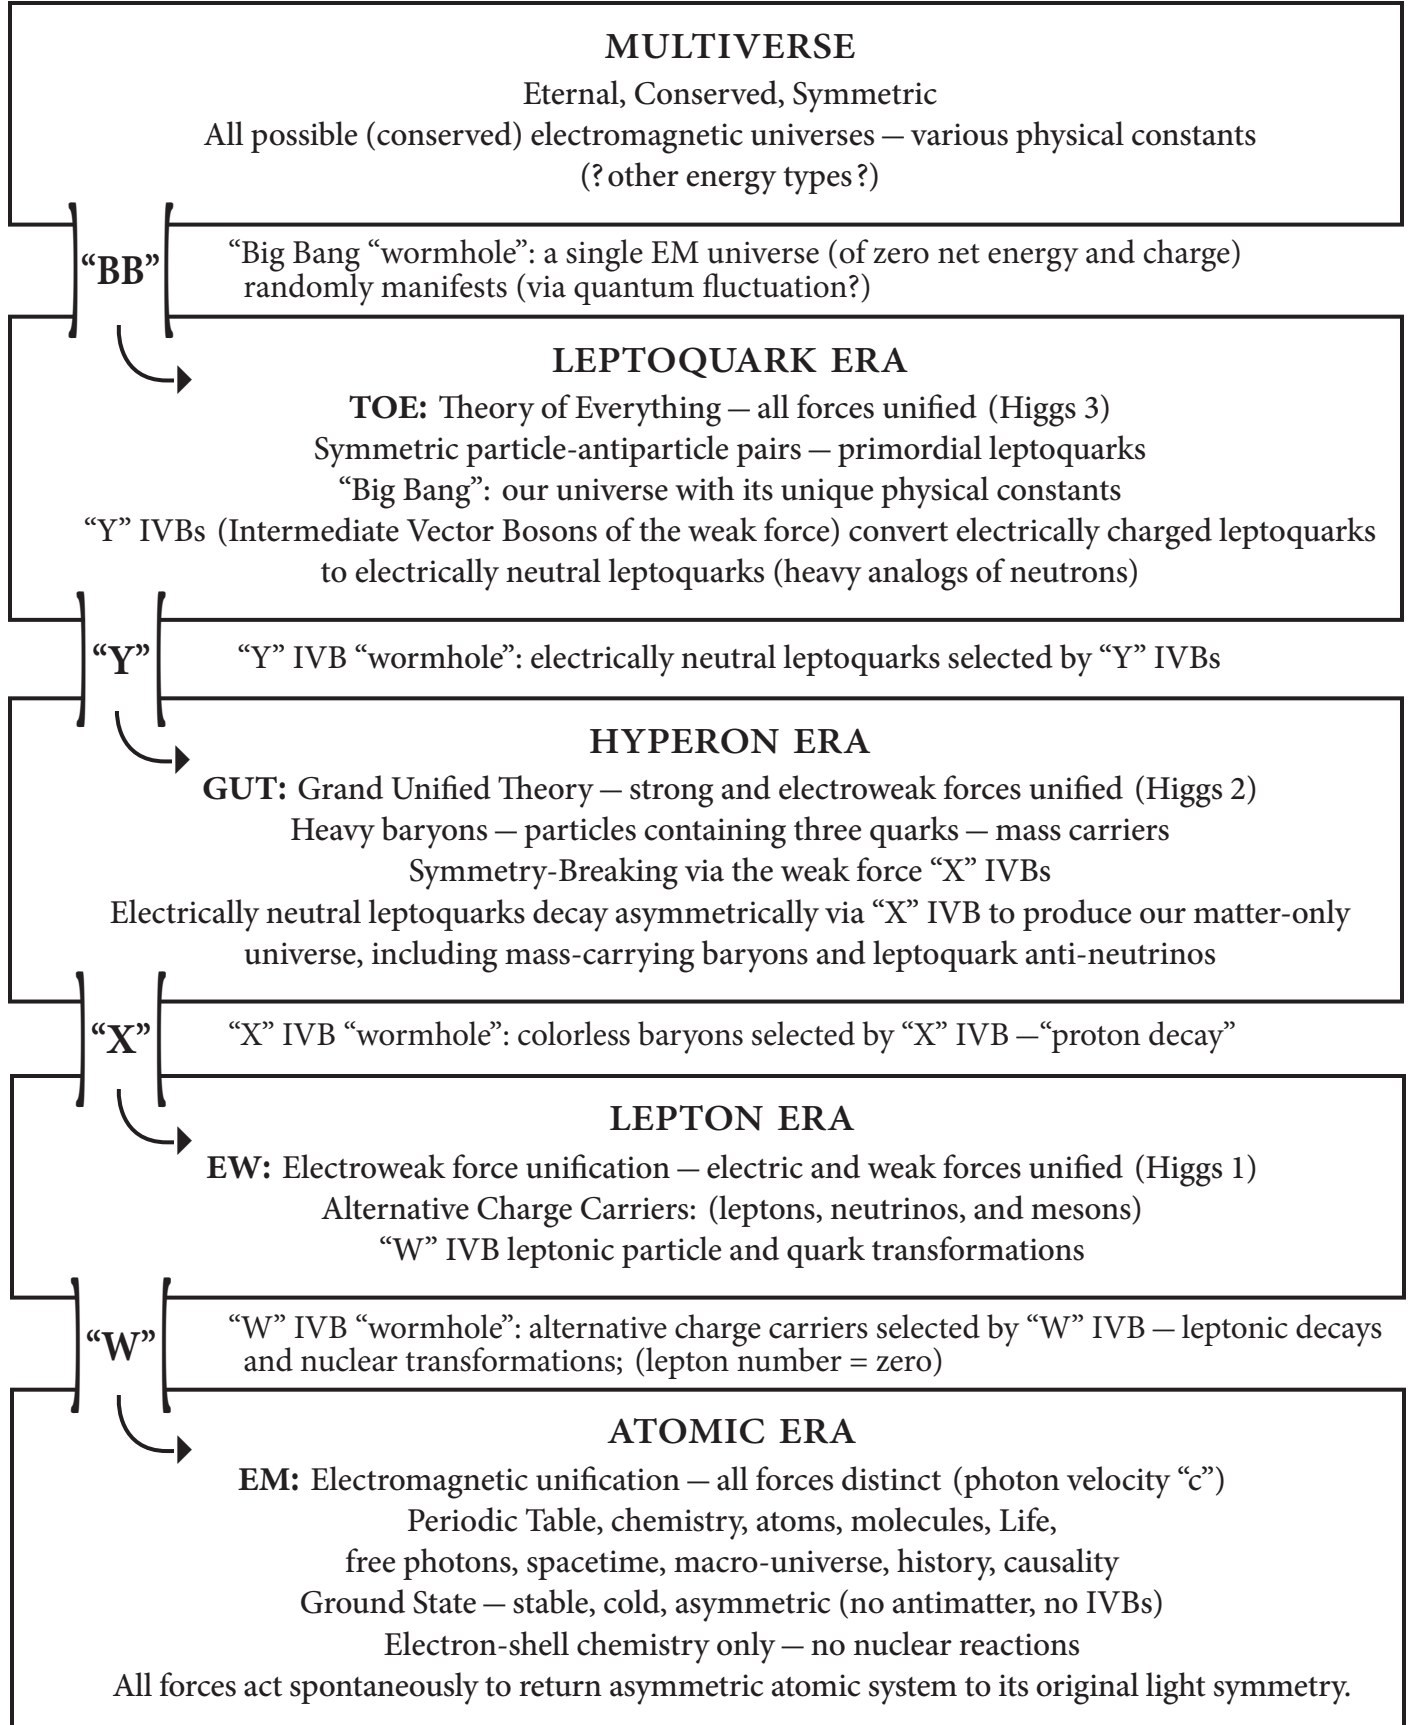 MULTIVERSE
Eternal, Conserved, Symmetric
All possible (conserved) electromagnetic universes — various physical constants
(?other energy types?)
“BB”
“Big Bang “wormhole”: a single EM universe (of zero net energy and charge)
randomly manifests (via quantum fluctuation?)
LEPTOQUARK ERA
TOE: Theory of Everything — all forces unified (Higgs 3)
Symmetric particle-antiparticle pairs — primordial leptoquarks
“Big Bang”: our universe with its unique physical constants
“Y” IVBs (Intermediate Vector Bosons of the weak force) convert electrically charged leptoquarks
to electrically neutral leptoquarks (heavy analogs of neutrons)
“Y”
“Y” IVB “wormhole”: electrically neutral leptoquarks selected by “Y” IVBs
HYPERON ERA
GUT: Grand Unified Theory — strong and electroweak forces unified (Higgs 2)
Heavy baryons — particles containing three quarks — mass carriers
Symmetry-Breaking via the weak force “X” IVBs
Electrically neutral leptoquarks decay asymmetrically via “X” IVB to produce our matter-only
universe, including mass-carrying baryons and leptoquark anti-neutrinos
“X”
“X” IVB “wormhole”: colorless baryons selected by “X” IVB —“proton decay”
LEPTON ERA
EW: Electroweak force unification — electric and weak forces unified (Higgs 1)
Alternative Charge Carriers: (leptons, neutrinos, and mesons)
“W” IVB leptonic particle and quark transformations
“W”
“W” IVB “wormhole”: alternative charge carriers selected by “W” IVB — leptonic decays
and nuclear transformations; (lepton number = zero)
ATOMIC ERA
EM: Electromagnetic unification — all forces distinct (photon velocity “c”)
Periodic Table, chemistry, atoms, molecules, Life,
free photons, spacetime, macro-universe, history, causality
Ground State — stable, cold, asymmetric (no antimatter, no IVBs)
Electron-shell chemistry only — no nuclear reactions
All forces act spontaneously to return asymmetric atomic system to its original light symmetry.